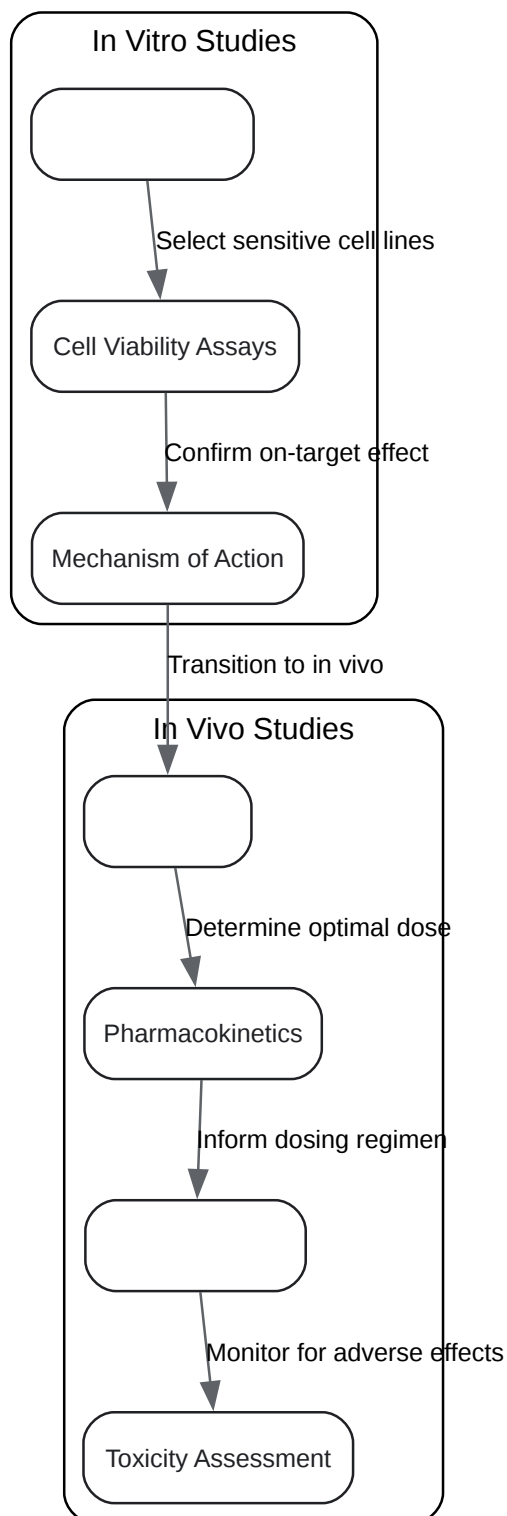 In Vitro Studies
Select sensitive cell lines
Cell Viability Assays
Confirm on-target effect
Mechanism of Action
Transition to in vivo
In Vivo Studies
Determine optimal dose
Pharmacokinetics
Inform dosing regimen
Monitor for adverse effects
Toxicity Assessment